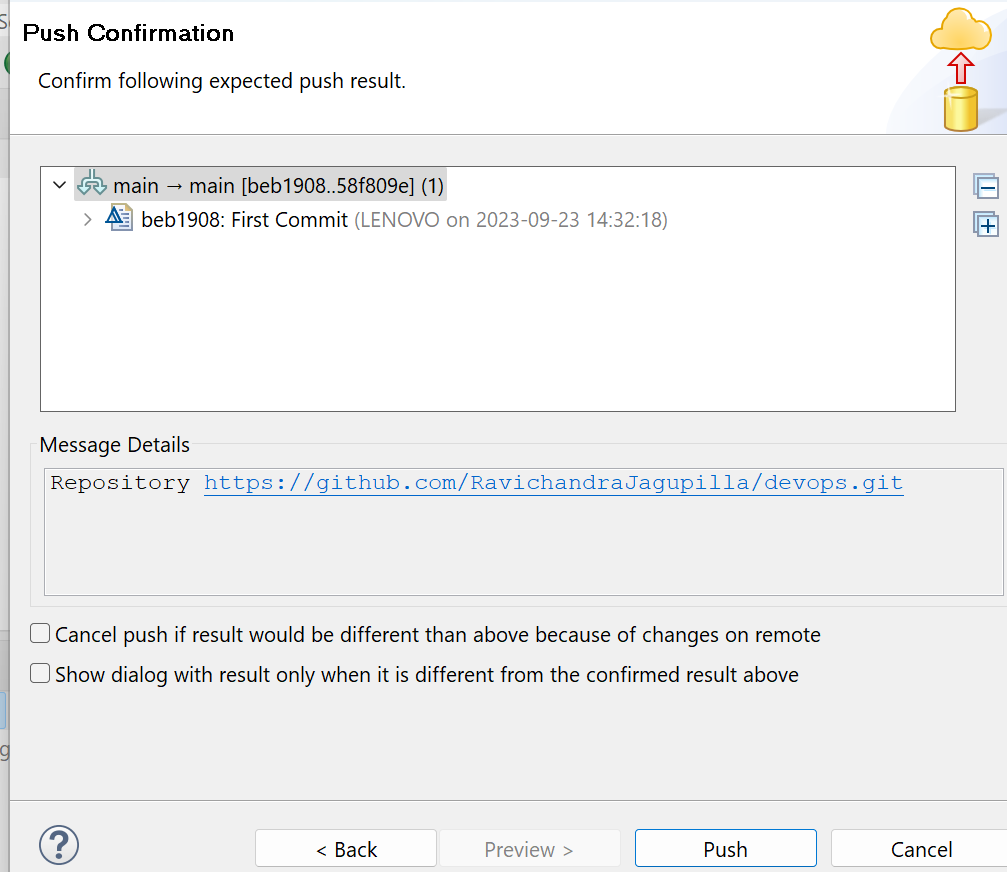 Push Confirmation
Confirm following expected push result.
main → main [beb1908..58f809e] (1)
beb1908: First Commit (LENOVO on 2023-09-23 14:32:18)
Message Details
Repository https://github.com/RavichandraJagupilla/devops.git
Cancel push if result would be different than above because of changes on remote
Show dialog with result only when it is different from the confirmed result above
?
< Back
Preview >
Push
Cancel